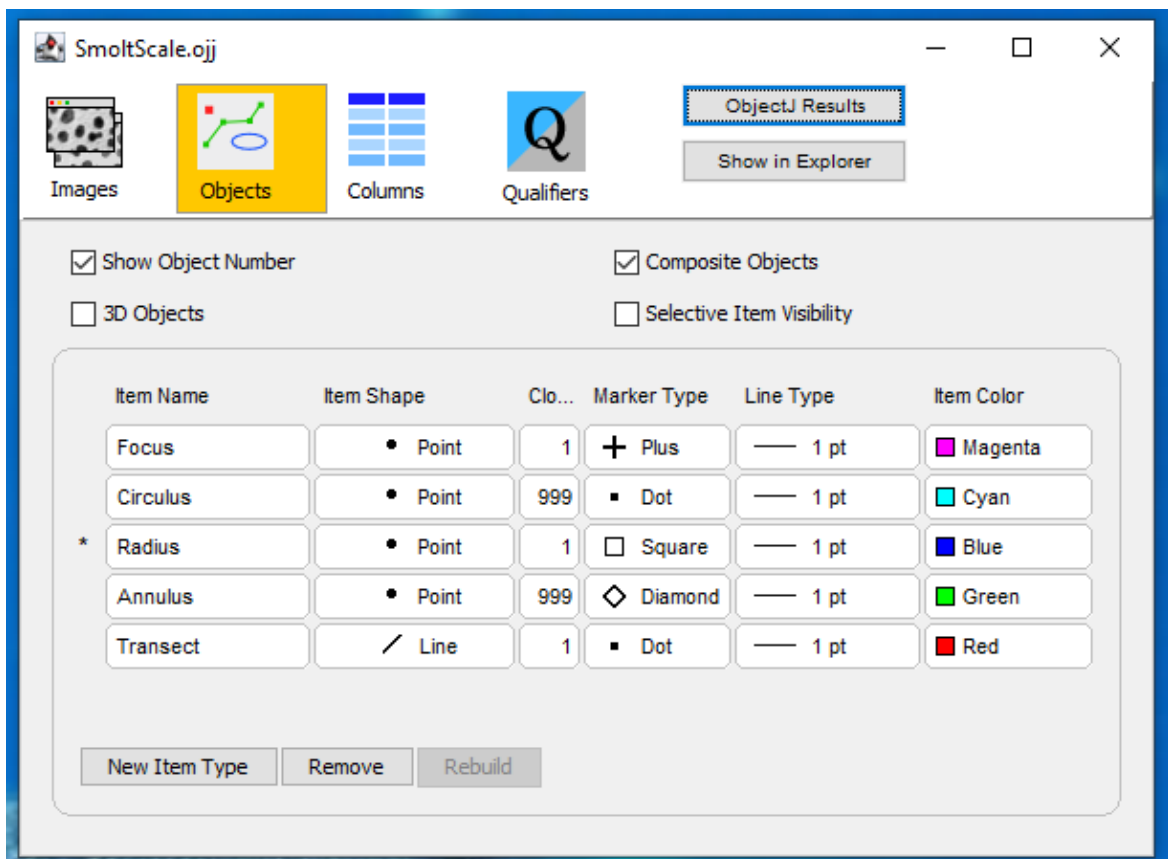 SmoltScale.ojj
Images
Objects
Columns
Q
Qualifiers
ObjectJ Results
Show in Explorer
Show Object Number
Composite Objects
3D Objects
Selective Item Visibility
Item Name Item Shape Clo... Marker Type Line Type Item Color
Focus Point 1 Plus 1 pt Magenta
Circulus Point 999 Dot 1 pt Cyan
* Radius Point 1 Square 1 pt Blue
Annulus Point 999 Diamond 1 pt Green
Transect Line 1 Dot 1 pt Red
New Item Type Remove Rebuild